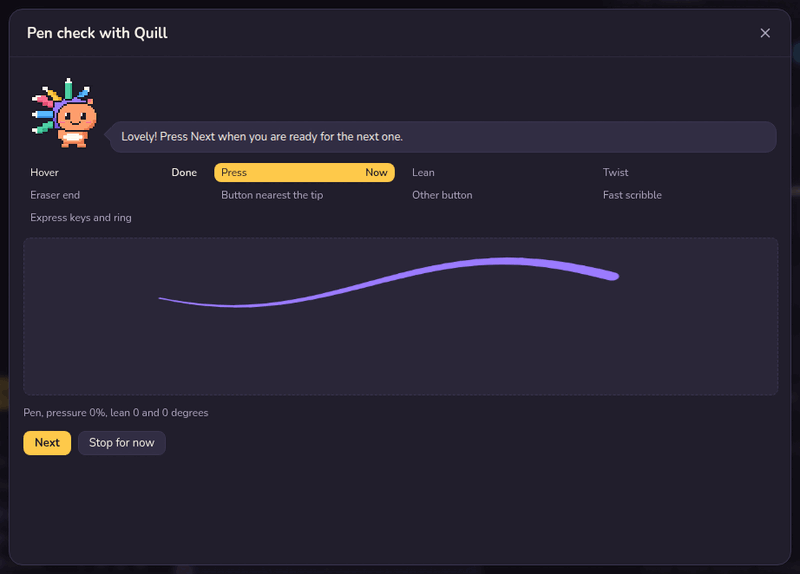 Pen check with Quill
Lovely! Press Next when you are ready for the next one.
Hover Done Press Now Lean Twist
Eraser end Button nearest the tip Other button Fast scribble
Express keys and ring
Pen, pressure 0%, lean 0 and 0 degrees
Next Stop for now